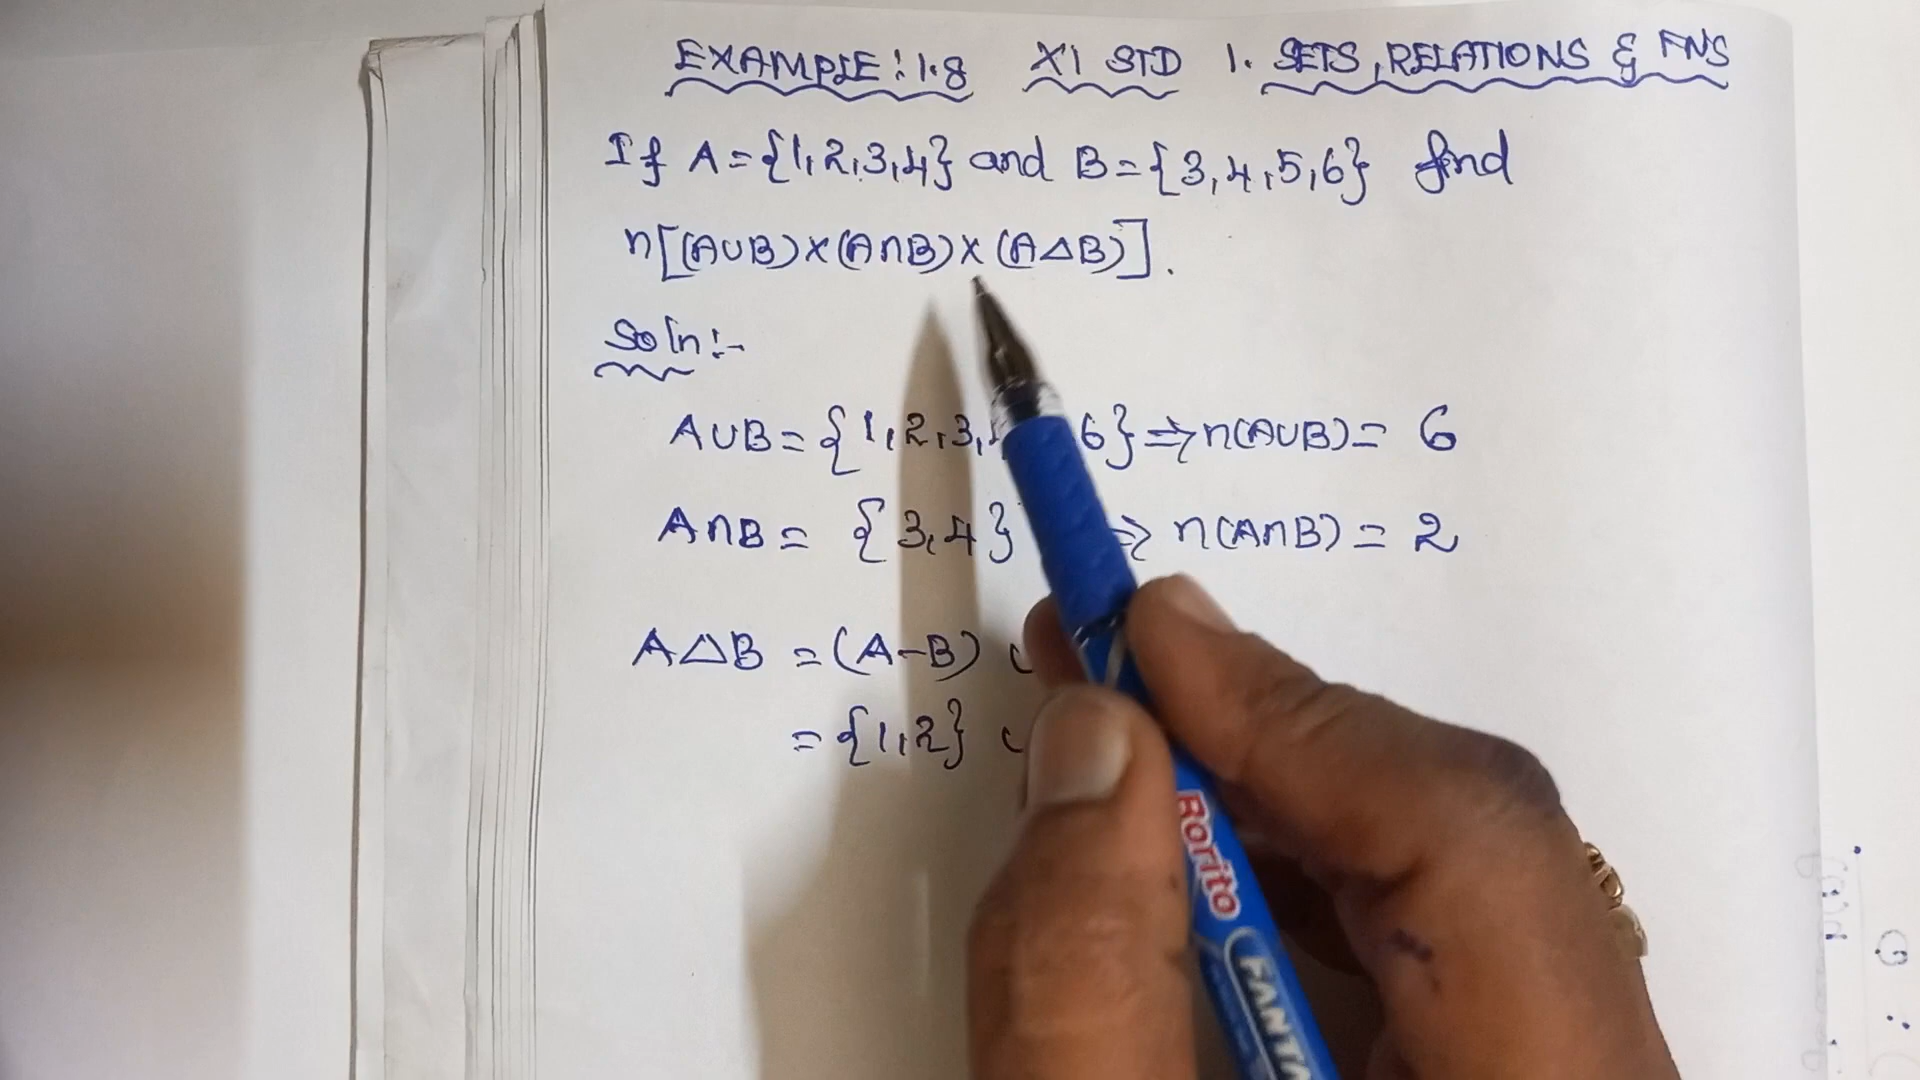 EXAMPLE: 1.8 XI STD 1. SETS, RELATIONS & FNS
If A = {1,2,3,4} and B = {3,4,5,6} find
n[(A∪B)×(A∩B)×(A△B)].
Soln:-
A∪B = {1,2,3, 6} ⇒ n(A∪B) = 6
A∩B = {3,4} ⇒ n(A∩B) = 2
A△B = (A-B) ∪
= {1,2} ∪
Rorito
FANTA